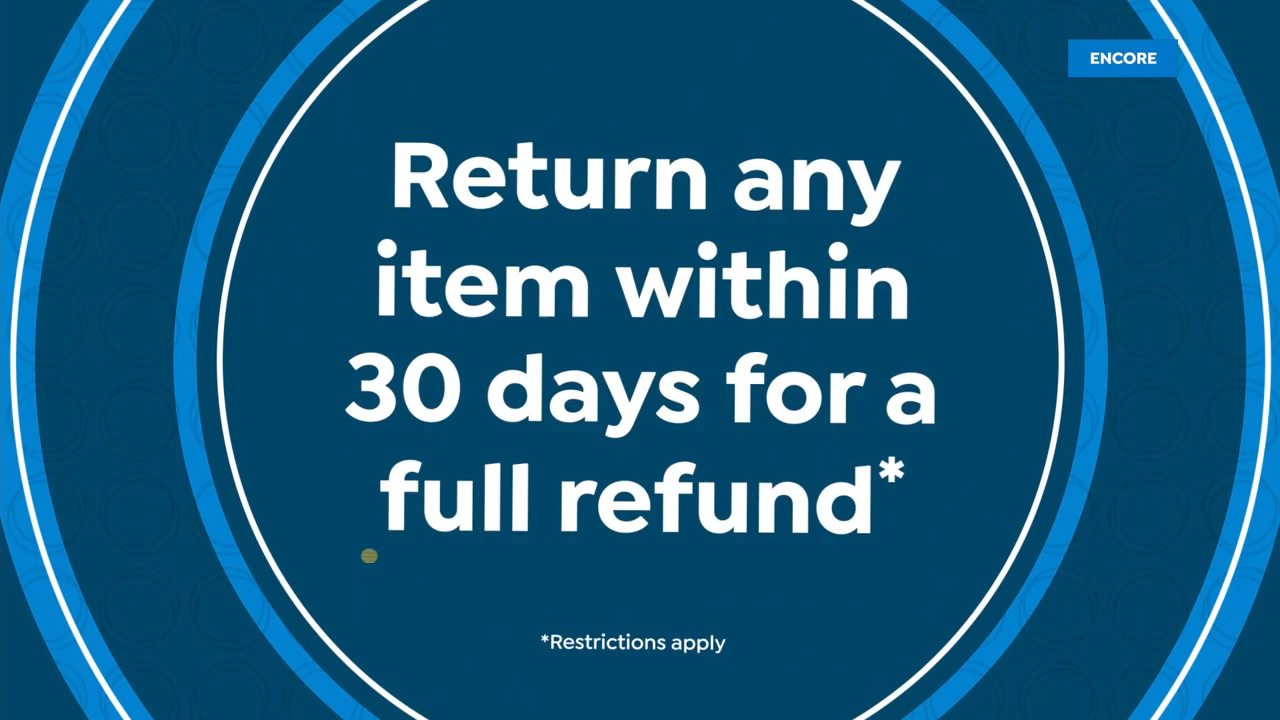 ENCORE
Return any
item within
30 days for a
full refund*
*Restrictions apply